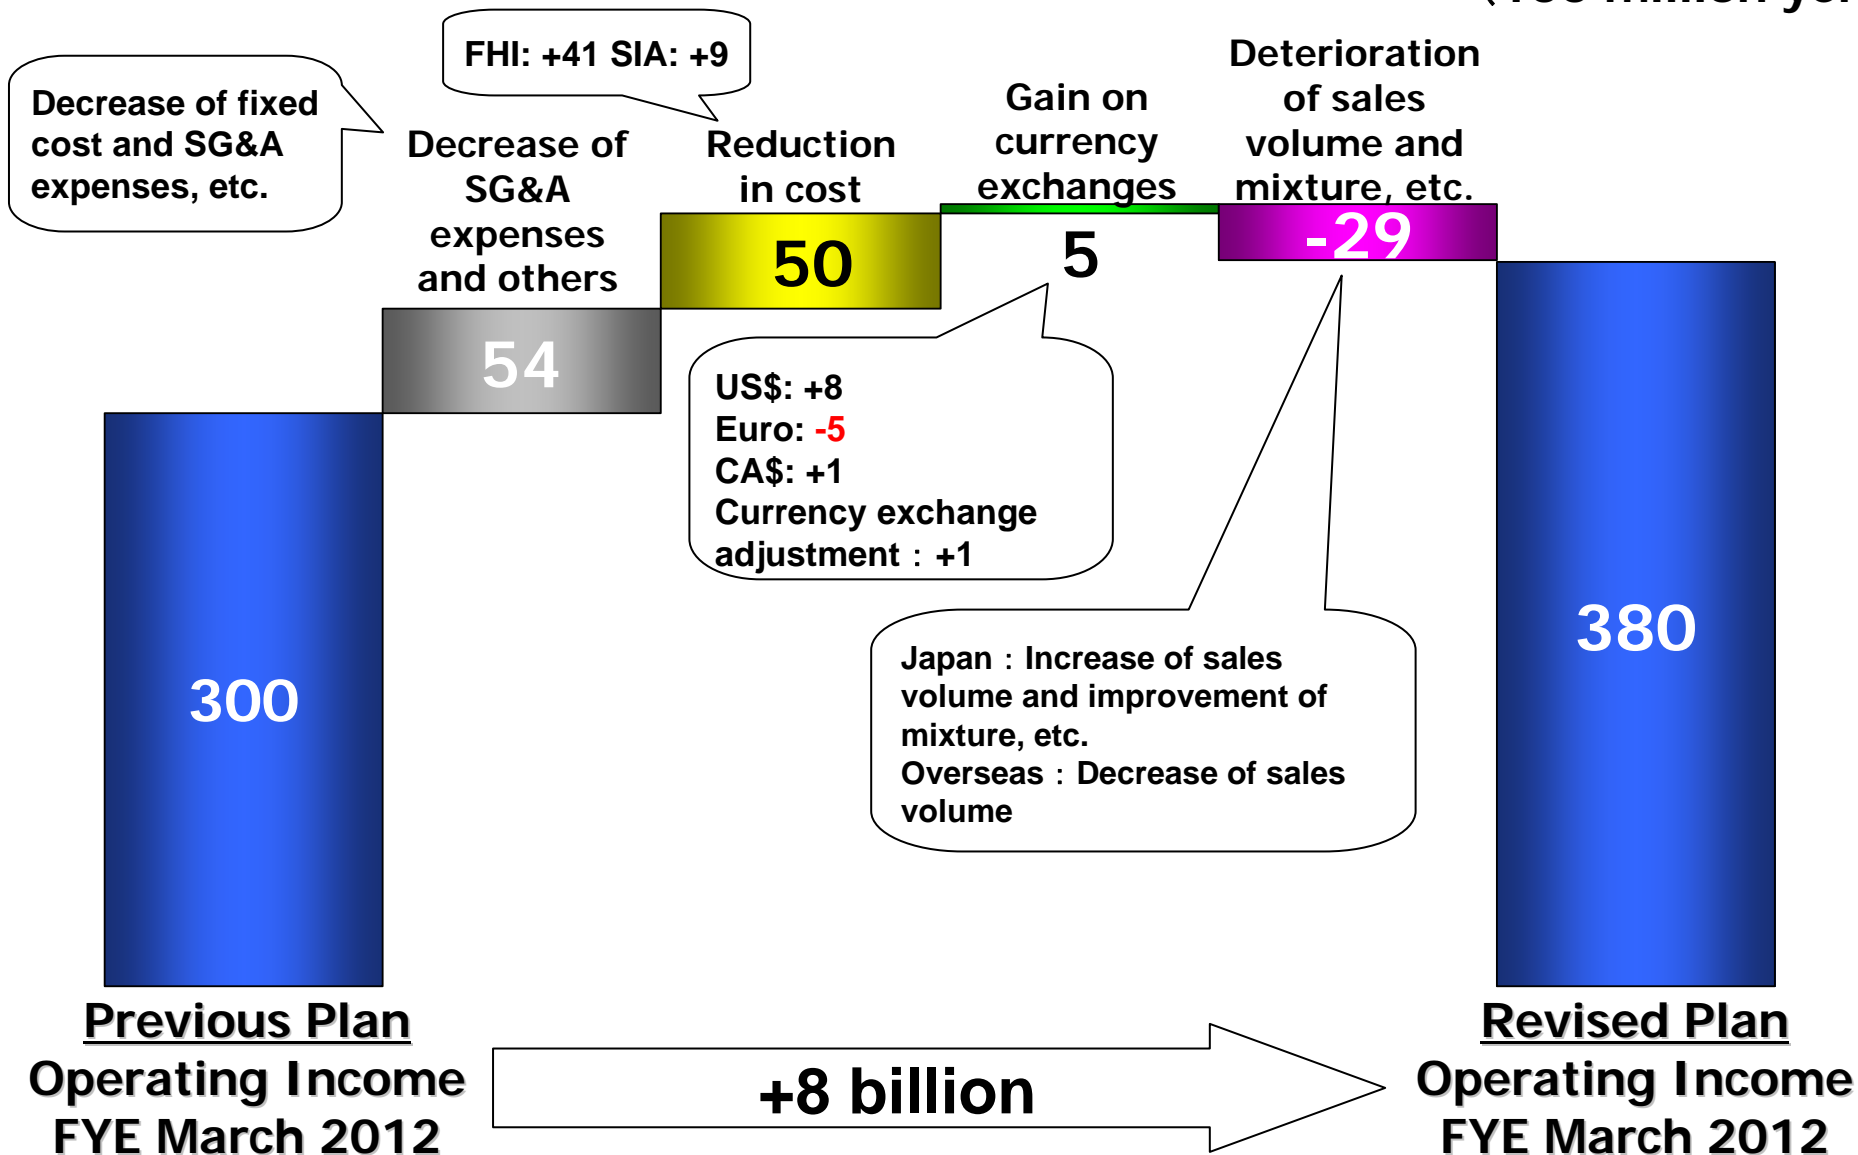 (100 million yen
FHI: +41 SIA: +9
Decrease of fixed
cost and SG&A
expenses, etc.
Decrease of
SG&A
expenses
and others
Reduction
in cost
Gain on
currency
exchanges
Deterioration
of sales
volume and
mixture, etc.
54
50
5
-29
US$: +8
Euro: -5
CA$: +1
Currency exchange
adjustment：+1
Japan：Increase of sales
volume and improvement of
mixture, etc.
Overseas：Decrease of sales
volume
300
380
Previous Plan
Operating Income
FYE March 2012
+8 billion
Revised Plan
Operating Income
FYE March 2012